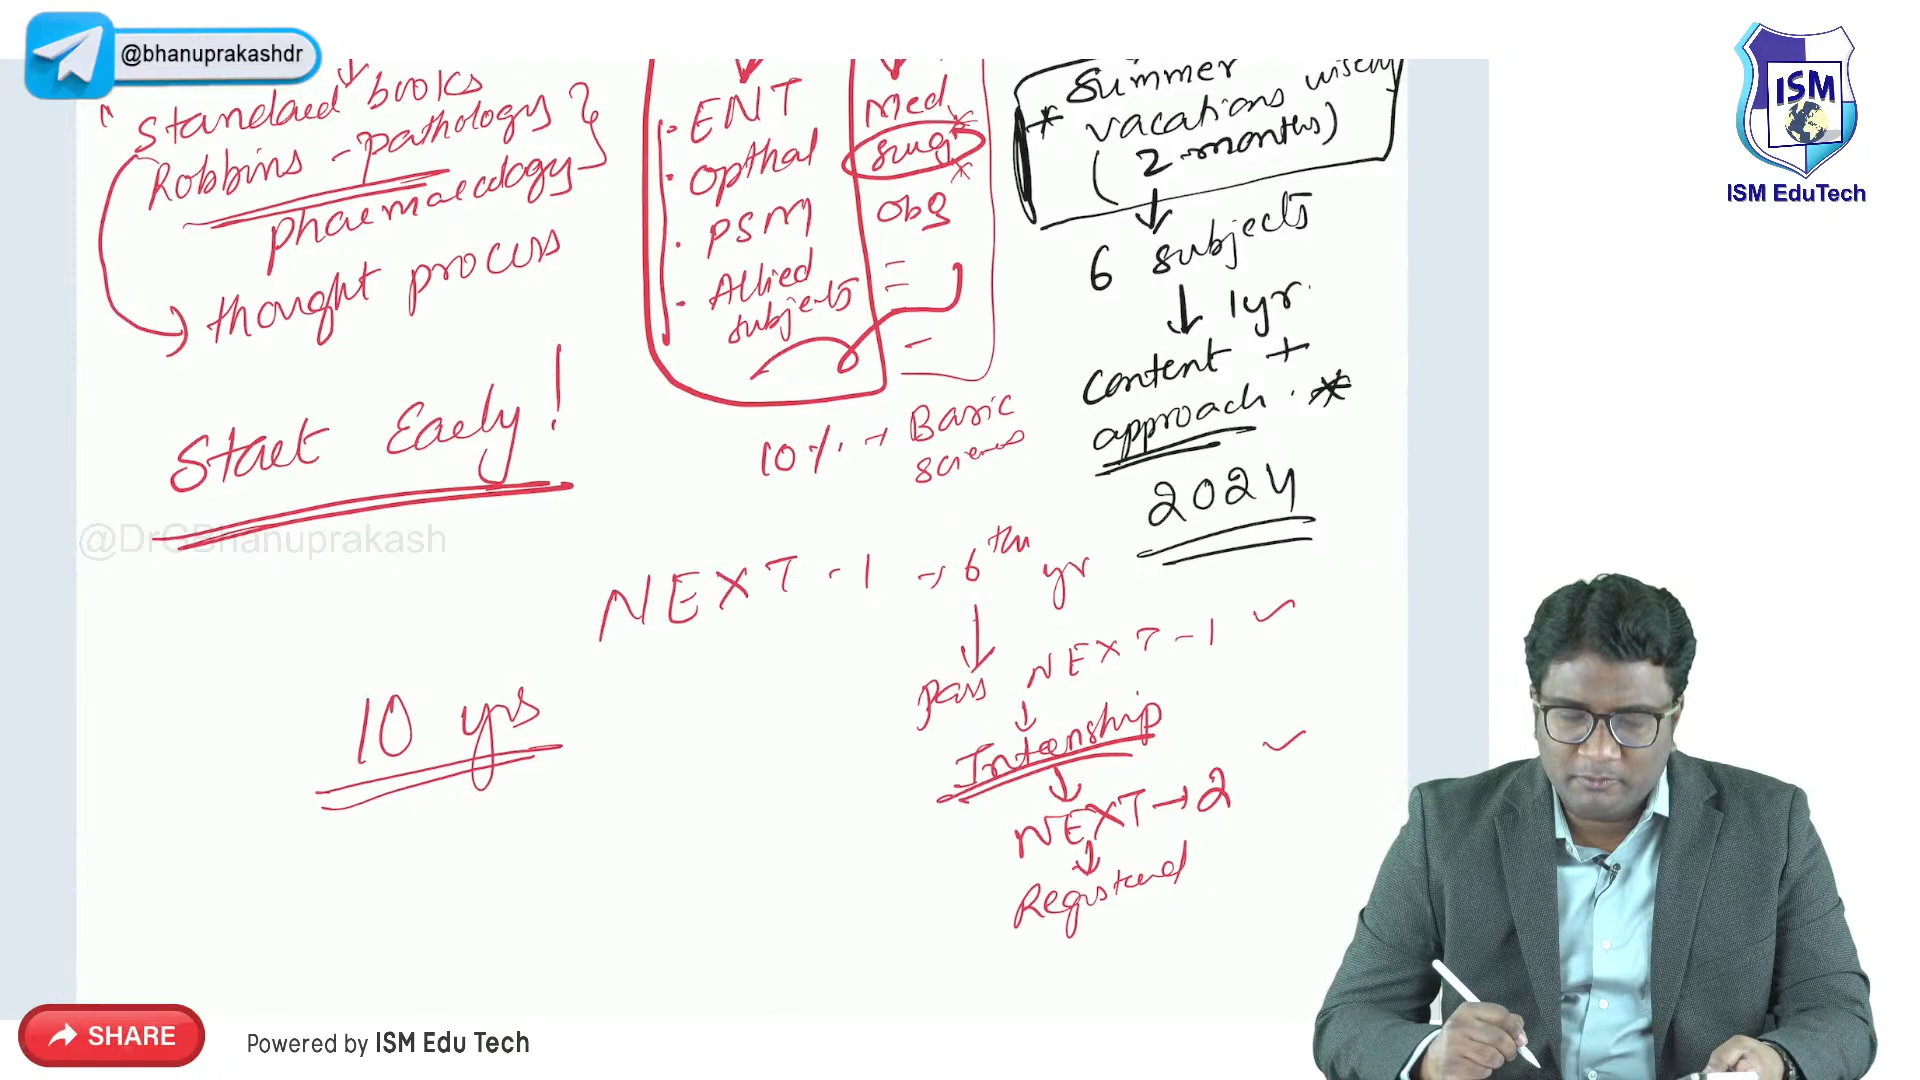 @bhanuprakashdr
Standard books
Robbins - pathology
pharmacology
thought process
Start Early!
@DrGBhanuprakash
10 yrs
ENT
Opthal
PSM
Allied
subjects
Med
Surg
Obg
10% → Basic
Sciences
* Summer
vacations wisely
(2 months)
6 subjects
1yr.
Content +
approach. *
2024
NEXT - 1 → 6th yr
Pass NEXT - 1
Internship
NEXT → 2
Registered
ISM
ISM EduTech
SHARE
Powered by ISM Edu Tech